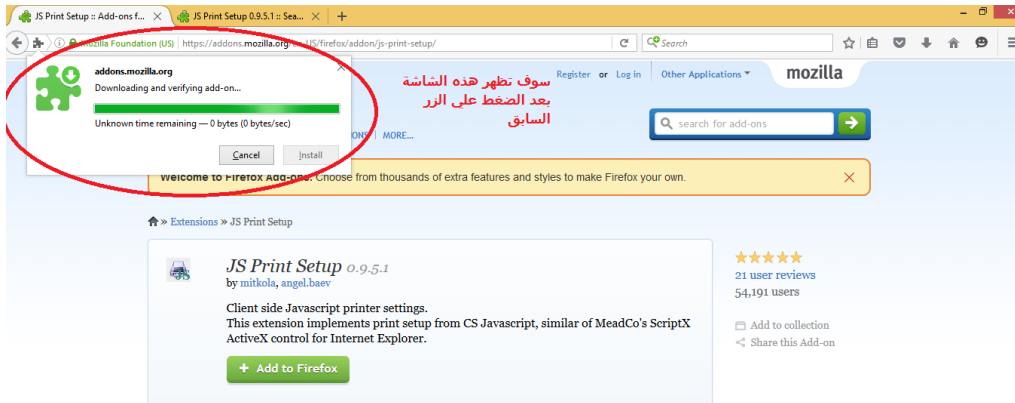 JS Print Setup :: Add-ons f...
JS Print Setup 0.9.5.1 :: Sea...
Mozilla Foundation (US)
https://addons.mozilla.org/en-US/firefox/addon/js-print-setup/
Search
addons.mozilla.org
Downloading and verifying add-on...
Unknown time remaining — 0 bytes (0 bytes/sec)
Cancel
Install
سوف تظهر هذه الشاشة
بعد الضغط على الزر
السابق
Register or Log in
Other Applications
mozilla
MORE...
search for add-ons
Welcome to Firefox Add-ons. Choose from thousands of extra features and styles to make Firefox your own.
» Extensions » JS Print Setup
JS Print Setup 0.9.5.1
by mitkola, angel.baev
Client side Javascript printer settings.
This extension implements print setup from CS Javascript, similar of MeadCo's ScriptX
ActiveX control for Internet Explorer.
+ Add to Firefox
21 user reviews
54,191 users
Add to collection
Share this Add-on